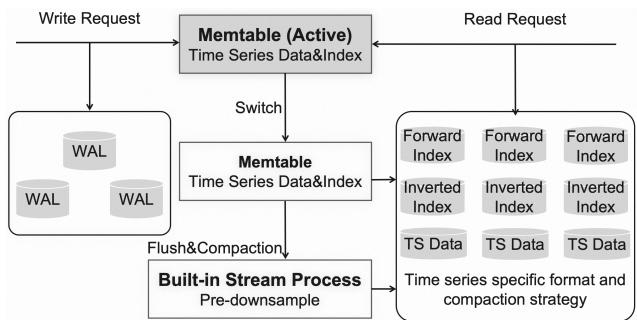 Write Request
Memtable (Active)
Time Series Data&Index
Read Request
Switch
WAL
WAL
WAL
Memtable
Time Series Data&Index
Forward Index
Forward Index
Forward Index
Inverted Index
Inverted Index
Inverted Index
TS Data
TS Data
TS Data
Flush&Compaction
Built-in Stream Process
Pre-downsample
Time series specific format and
compaction strategy